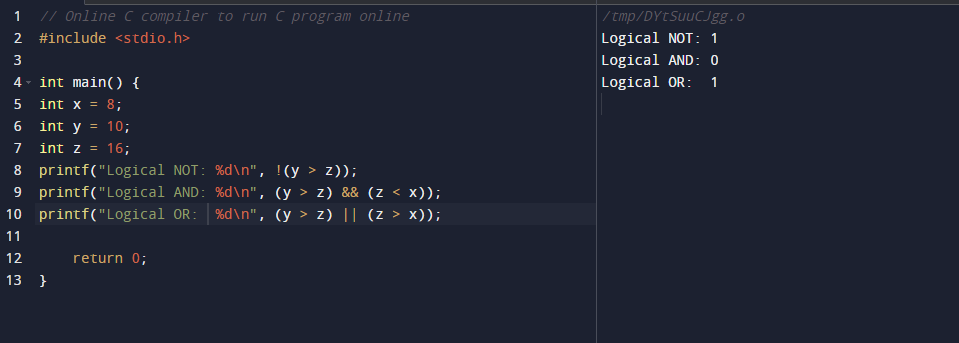 1 // Online C compiler to run C program online
2 #include <stdio.h>
3
4 int main() {
5 int x = 8;
6 int y = 10;
7 int z = 16;
8 printf("Logical NOT: %d\n", !(y > z));
9 printf("Logical AND: %d\n", (y > z) && (z < x));
10 printf("Logical OR:  %d\n", (y > z) || (z > x));
11
12     return 0;
13 }
/tmp/DYtSuuCJgg.o
Logical NOT: 1
Logical AND: 0
Logical OR:  1